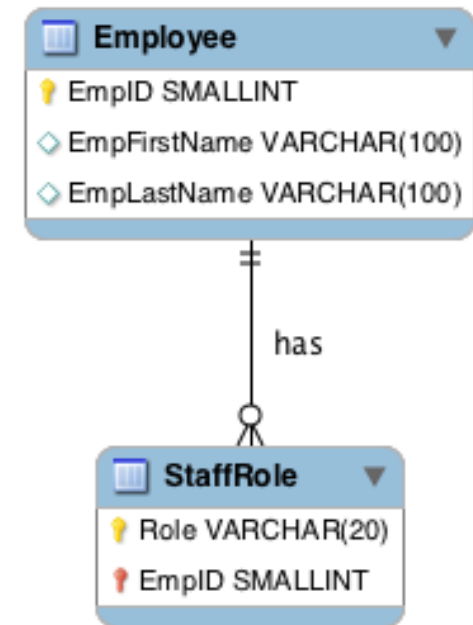 Employee
EmpID SMALLINT
EmpFirstName VARCHAR(100)
EmpLastName VARCHAR(100)
has
StaffRole
Role VARCHAR(20)
EmpID SMALLINT